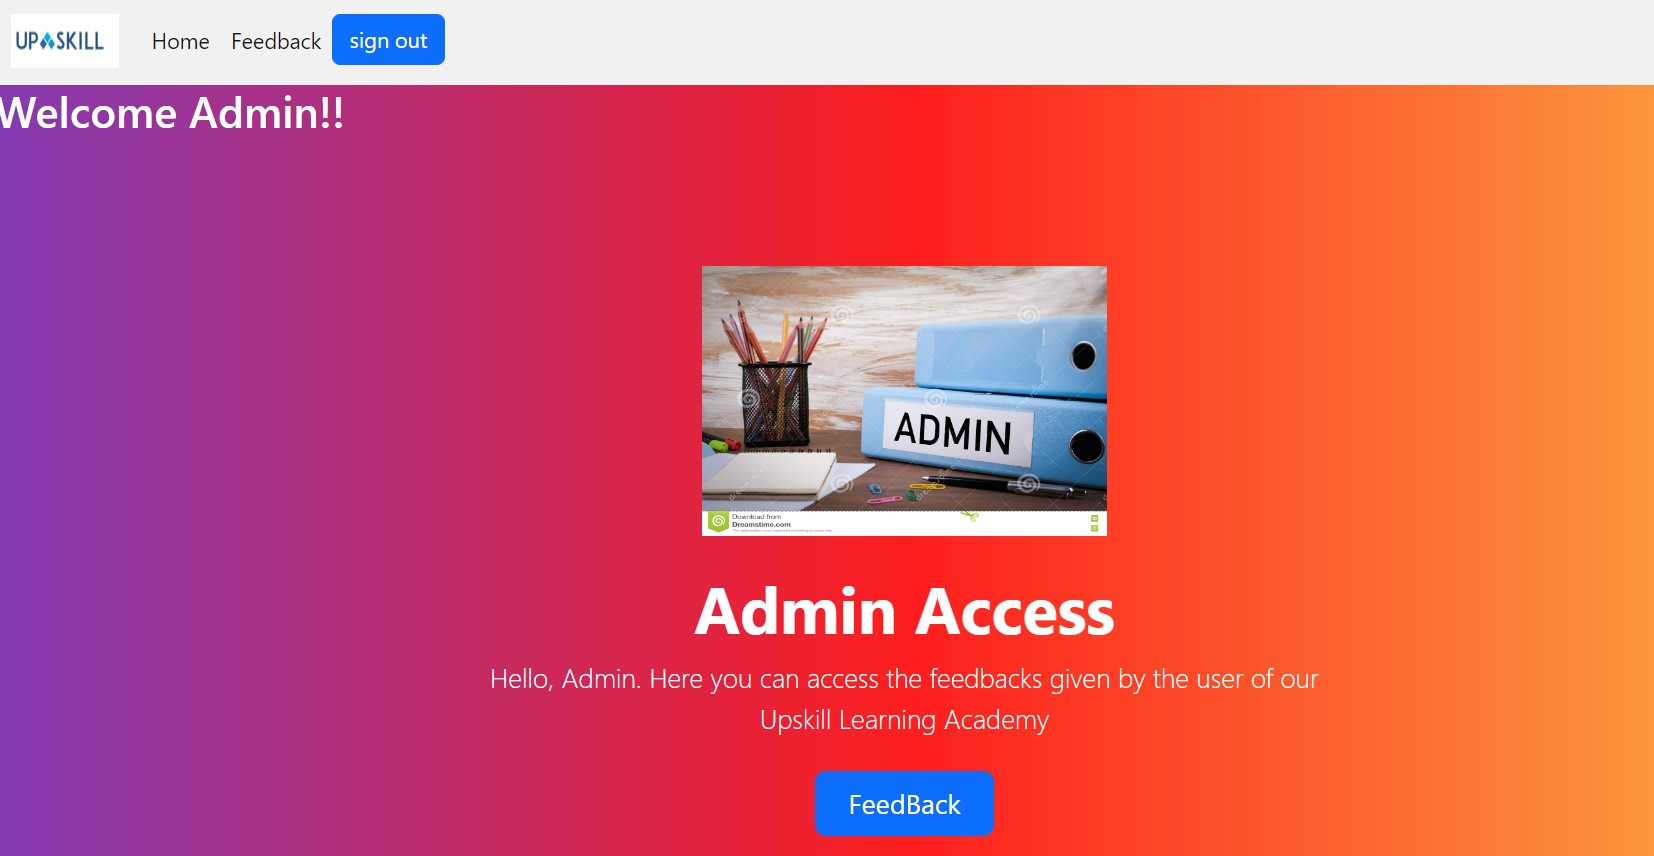 UPSKILL
Home Feedback sign out
Welcome Admin!!
ADMIN
Download from
Dreamstime.com
Admin Access
Hello, Admin. Here you can access the feedbacks given by the user of our
Upskill Learning Academy
FeedBack